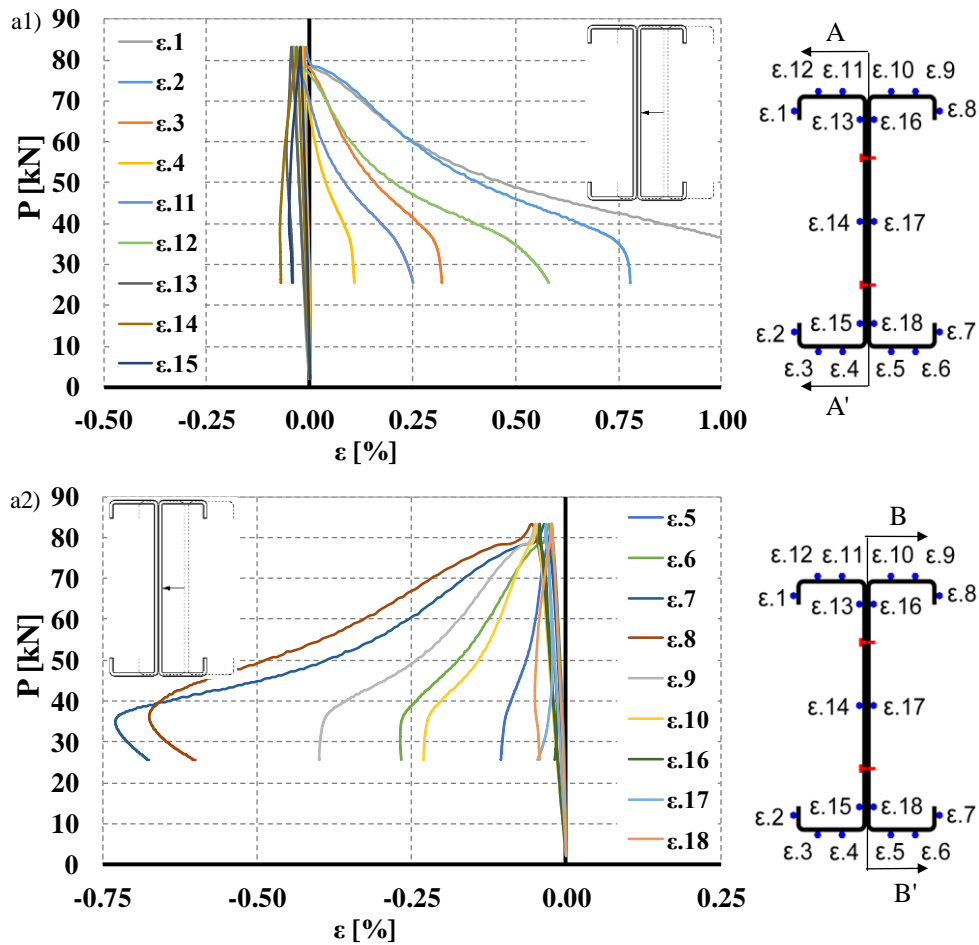 a1)
P [kN]
90
80
70
60
50
40
30
20
10
0
-0.50
-0.25
0.00
0.25
0.50
0.75
1.00
ε [%]
ε.1
ε.2
ε.3
ε.4
ε.11
ε.12
ε.13
ε.14
ε.15
A
ε.12 ε.11 ε.10 ε.9
ε.1 ε.8
ε.13 ε.16
ε.14 ε.17
ε.15 ε.18
ε.2 ε.7
ε.3 ε.4 ε.5 ε.6
A'
a2)
P [kN]
90
80
70
60
50
40
30
20
10
0
-0.75
-0.50
-0.25
0.00
0.25
ε [%]
ε.5
ε.6
ε.7
ε.8
ε.9
ε.10
ε.16
ε.17
ε.18
B
ε.12 ε.11 ε.10 ε.9
ε.1 ε.8
ε.13 ε.16
ε.14 ε.17
ε.15 ε.18
ε.2 ε.7
ε.3 ε.4 ε.5 ε.6
B'